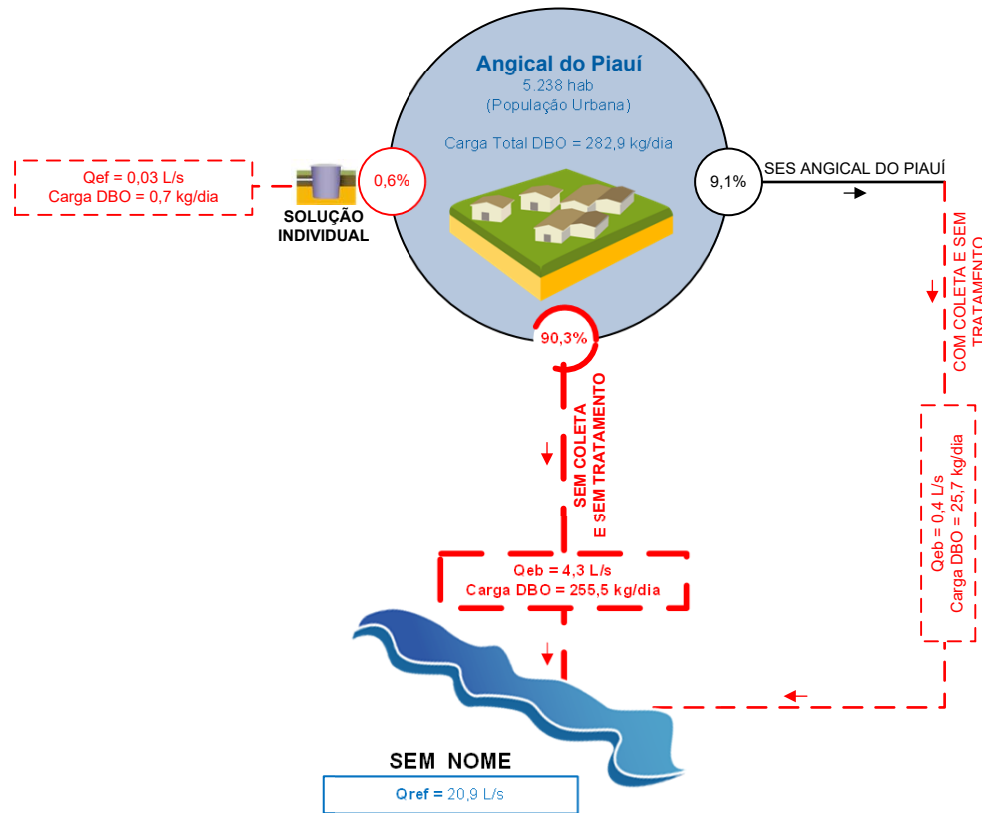 Angical do Piauí
5.238 hab
(População Urbana)
Carga Total DBO = 282,9 kg/dia
Qef = 0,03 L/s
Carga DBO = 0,7 kg/dia
SOLUÇÃO
INDIVIDUAL
0,6%
9,1%
SES ANGICAL DO PIAUÍ
COM COLETA E SEM
TRATAMENTO
90,3%
SEM COLETA
E SEM TRATAMENTO
Qeb = 0,4 L/s
Carga DBO = 25,7 kg/dia
Qeb = 4,3 L/s
Carga DBO = 255,5 kg/dia
SEM NOME
Qref = 20,9 L/s